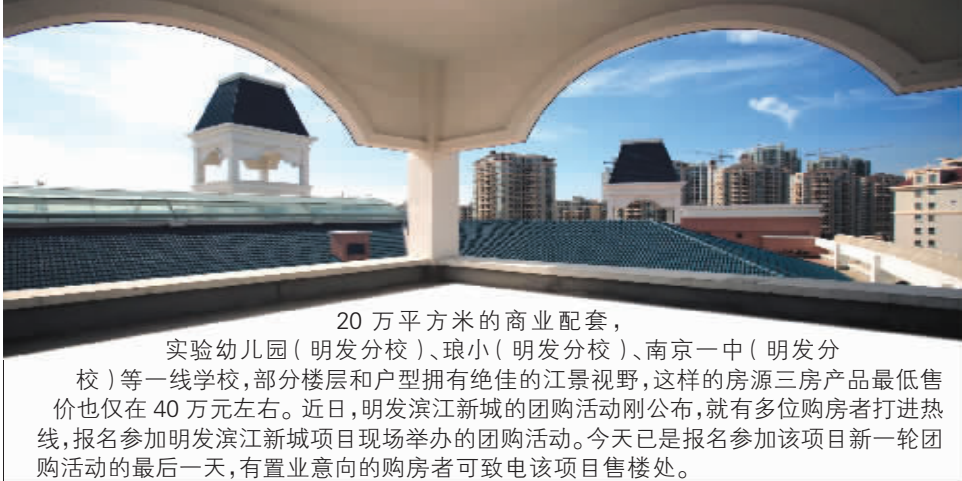 20 万平方米的商业配套，
实验幼儿园（明发分校）、琅小（明发分校）、南京一中（明发分
校）等一线学校，部分楼层和户型拥有绝佳的江景视野，这样的房源三房产品最低售
价也仅在 40 万元左右。近日，明发滨江新城的团购活动刚公布，就有多位购房者打进热
线，报名参加明发滨江新城项目现场举办的团购活动。今天已是报名参加该项目新一轮团
购活动的最后一天，有置业意向的购房者可致电该项目售楼处。